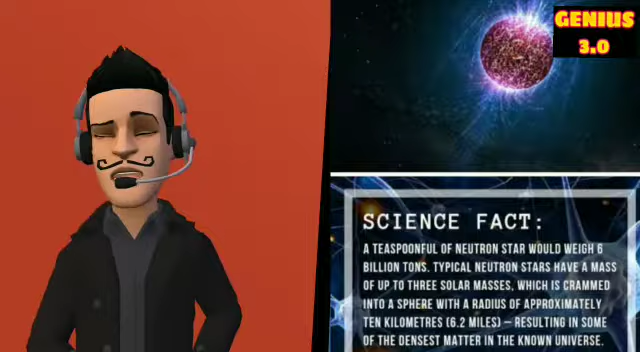 GENIUS
3.0
SCIENCE FACT:
A TEASPOONFUL OF NEUTRON STAR WOULD WEIGH 6
BILLION TONS. TYPICAL NEUTRON STARS HAVE A MASS
OF UP TO THREE SOLAR MASSES, WHICH IS CRAMMED
INTO A SPHERE WITH A RADIUS OF APPROXIMATELY
TEN KILOMETRES (6.2 MILES) – RESULTING IN SOME
OF THE DENSEST MATTER IN THE KNOWN UNIVERSE.